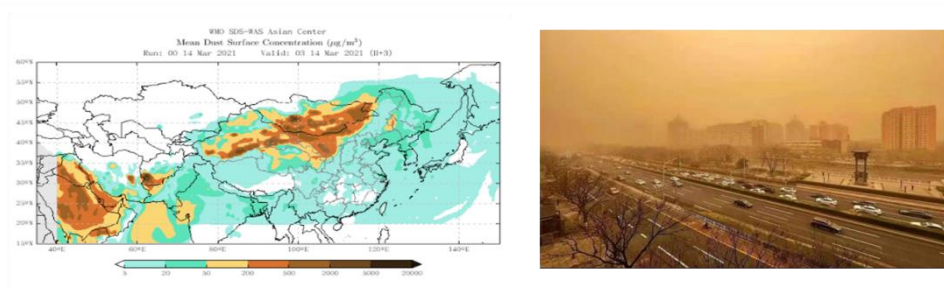 WMO SDS-WAS Asian Center
Mean Dust Surface Concentration (μg/m³)
Run: 00 14 Mar 2021 Valid: 03 14 Mar 2021 (H+3)
60°N
55°N
50°N
45°N
40°N
35°N
30°N
25°N
20°N
15°N
40°E 60°E 80°E 100°E 120°E 140°E
5 20 50 200 500 2000 5000 20000